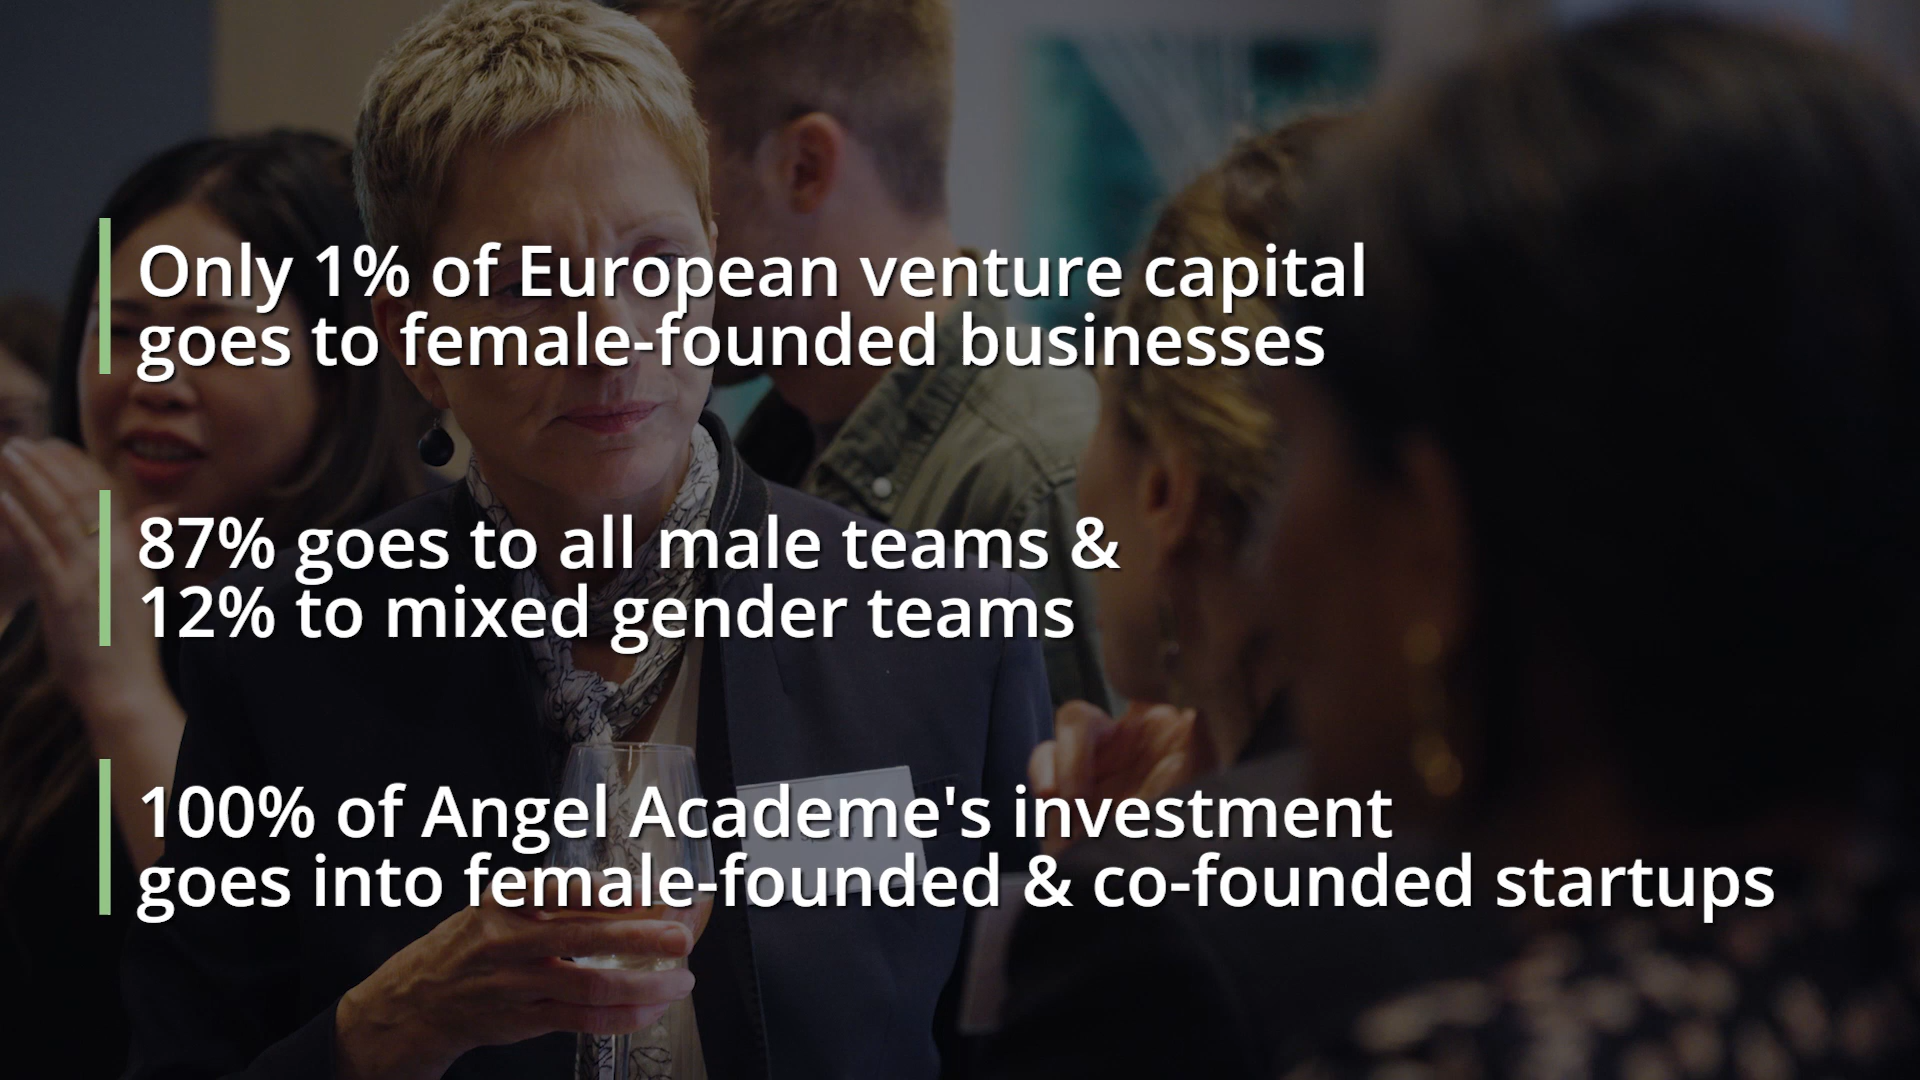 Only 1% of European venture capital
goes to female-founded businesses
87% goes to all male teams &
12% to mixed gender teams
100% of Angel Academe's investment
goes into female-founded & co-founded startups